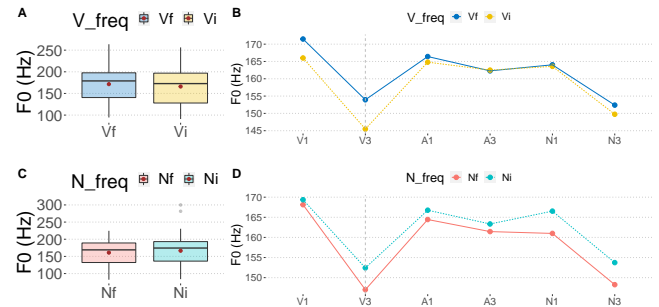 A
V_freq Vf Vi
F0 (Hz)
250
200
150
100
Vf Vi
B
V_freq Vf Vi
F0 (Hz)
170
165
160
155
150
145
V1 V3 A1 A3 N1 N3
C
N_freq Nf Ni
F0 (Hz)
300
250
200
150
100
Nf Ni
D
N_freq Nf Ni
F0 (Hz)
170
165
160
155
150
V1 V3 A1 A3 N1 N3